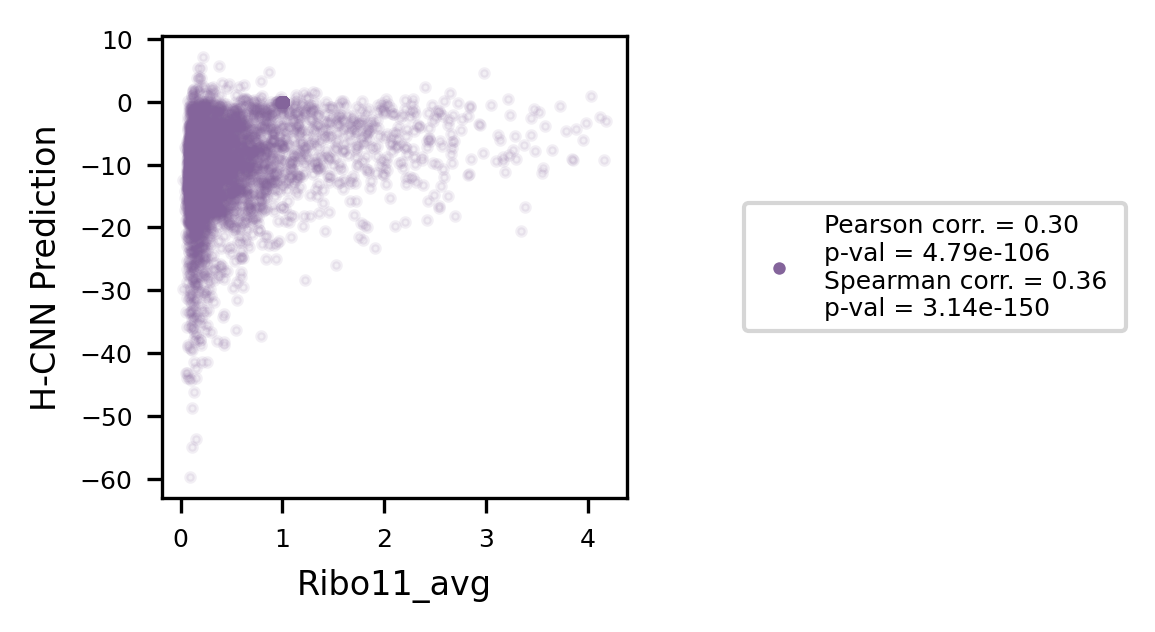 10
0
−10
−20
−30
−40
−50
−60
H-CNN Prediction
0 1 2 3 4
Ribo11_avg
Pearson corr. = 0.30
p-val = 4.79e-106
Spearman corr. = 0.36
p-val = 3.14e-150